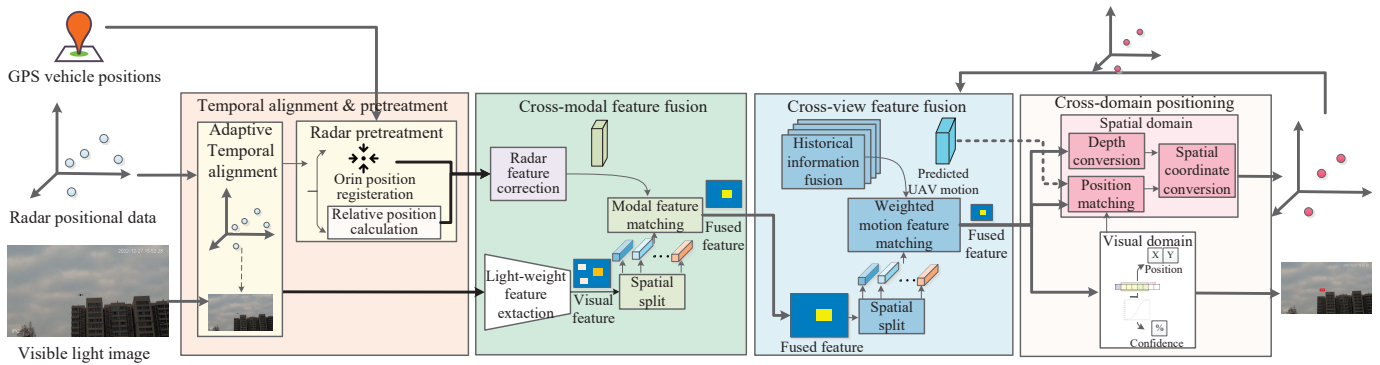 GPS vehicle positions
Radar positional data
Visible light image
Temporal alignment & pretreatment
Adaptive
Temporal
alignment
Radar pretreatment
Orin position
registeration
Relative position
calculation
Cross-modal feature fusion
Radar
feature
correction
Modal feature
matching
Fused
feature
Light-weight
feature
extaction
Visual
feature
Spatial
split
Cross-view feature fusion
Historical
information
fusion
Predicted
UAV motion
Weighted
motion feature
matching
Fused
feature
Spatial
split
Fused feature
Cross-domain positioning
Spatial domain
Depth
conversion
Position
matching
Spatial
coordinate
conversion
Visual domain
X Y
Position
%
Confidence